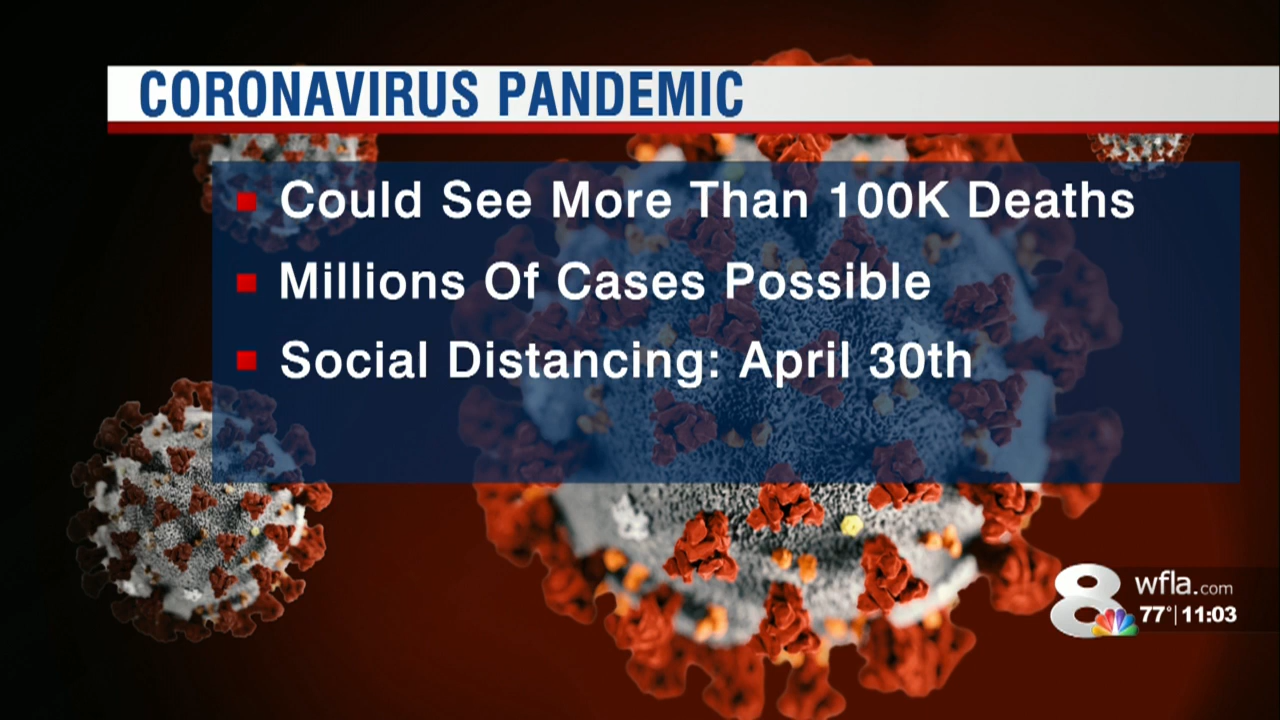 CORONAVIRUS PANDEMIC
Could See More Than 100K Deaths
Millions Of Cases Possible
Social Distancing: April 30th
8 wfla.com
77° | 11:03